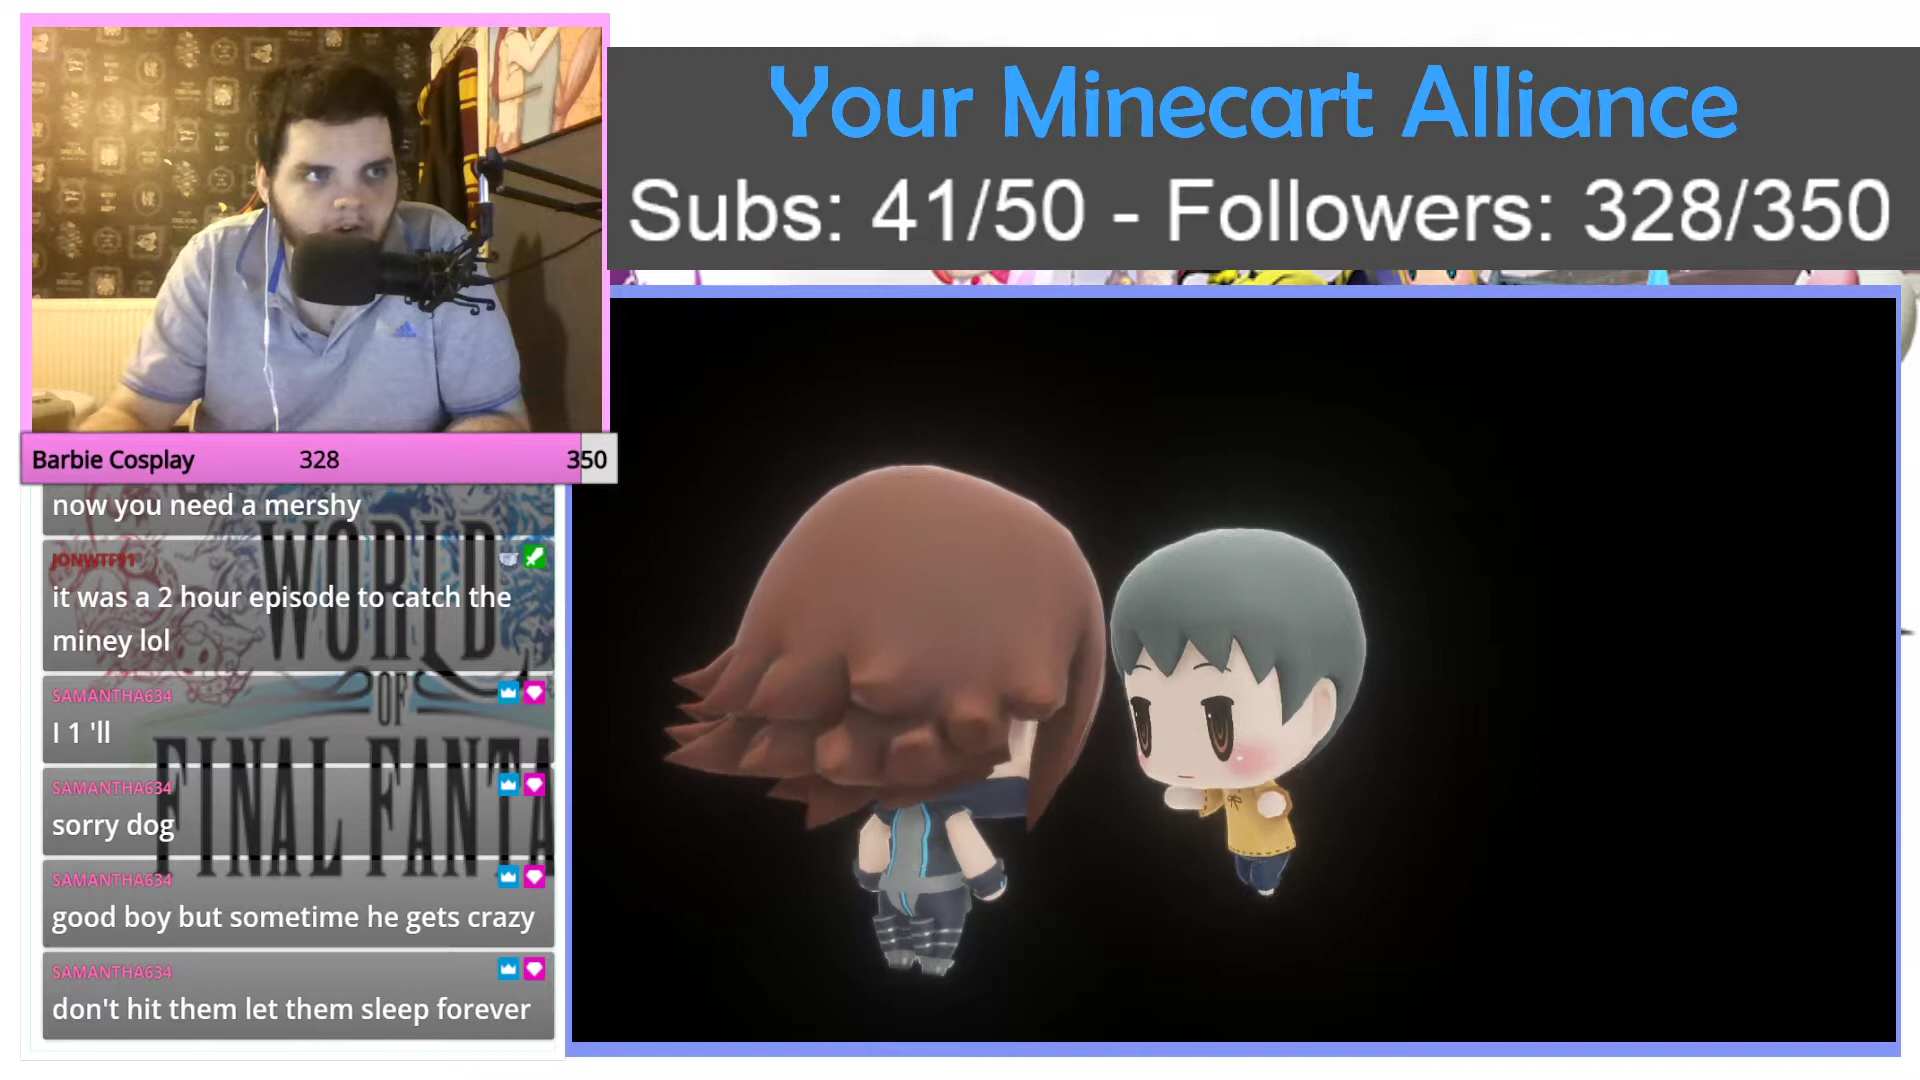 Your Minecart Alliance
Subs: 41/50 - Followers: 328/350
Barbie Cosplay 328 350
now you need a mershy
JONWTF91
it was a 2 hour episode to catch the
miney lol
SAMANTHA634
I 1 'll
SAMANTHA634
sorry dog
SAMANTHA634
good boy but sometime he gets crazy
SAMANTHA634
don't hit them let them sleep forever
WORLD
OF
FINAL FANTA